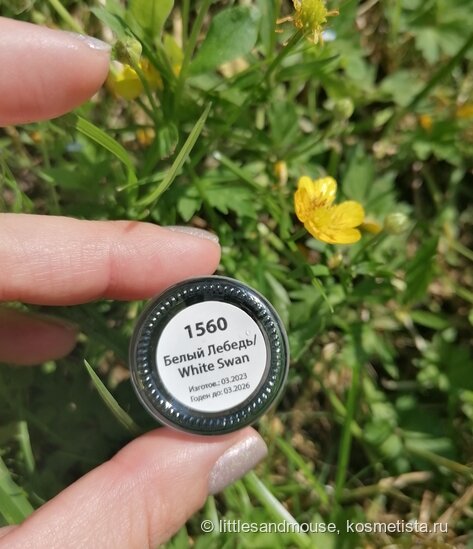 1560
Белый Лебедь/
White Swan
Изготов.: 03.2023
Годен до: 03.2026
© littlesandmouse, kosmetista.ru